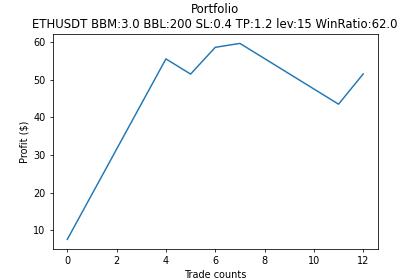 Portfolio
ETHUSDT BBM:3.0 BBL:200 SL:0.4 TP:1.2 lev:15 WinRatio:62.0
60
50
40
30
20
10
Profit ($)
0 2 4 6 8 10 12
Trade counts